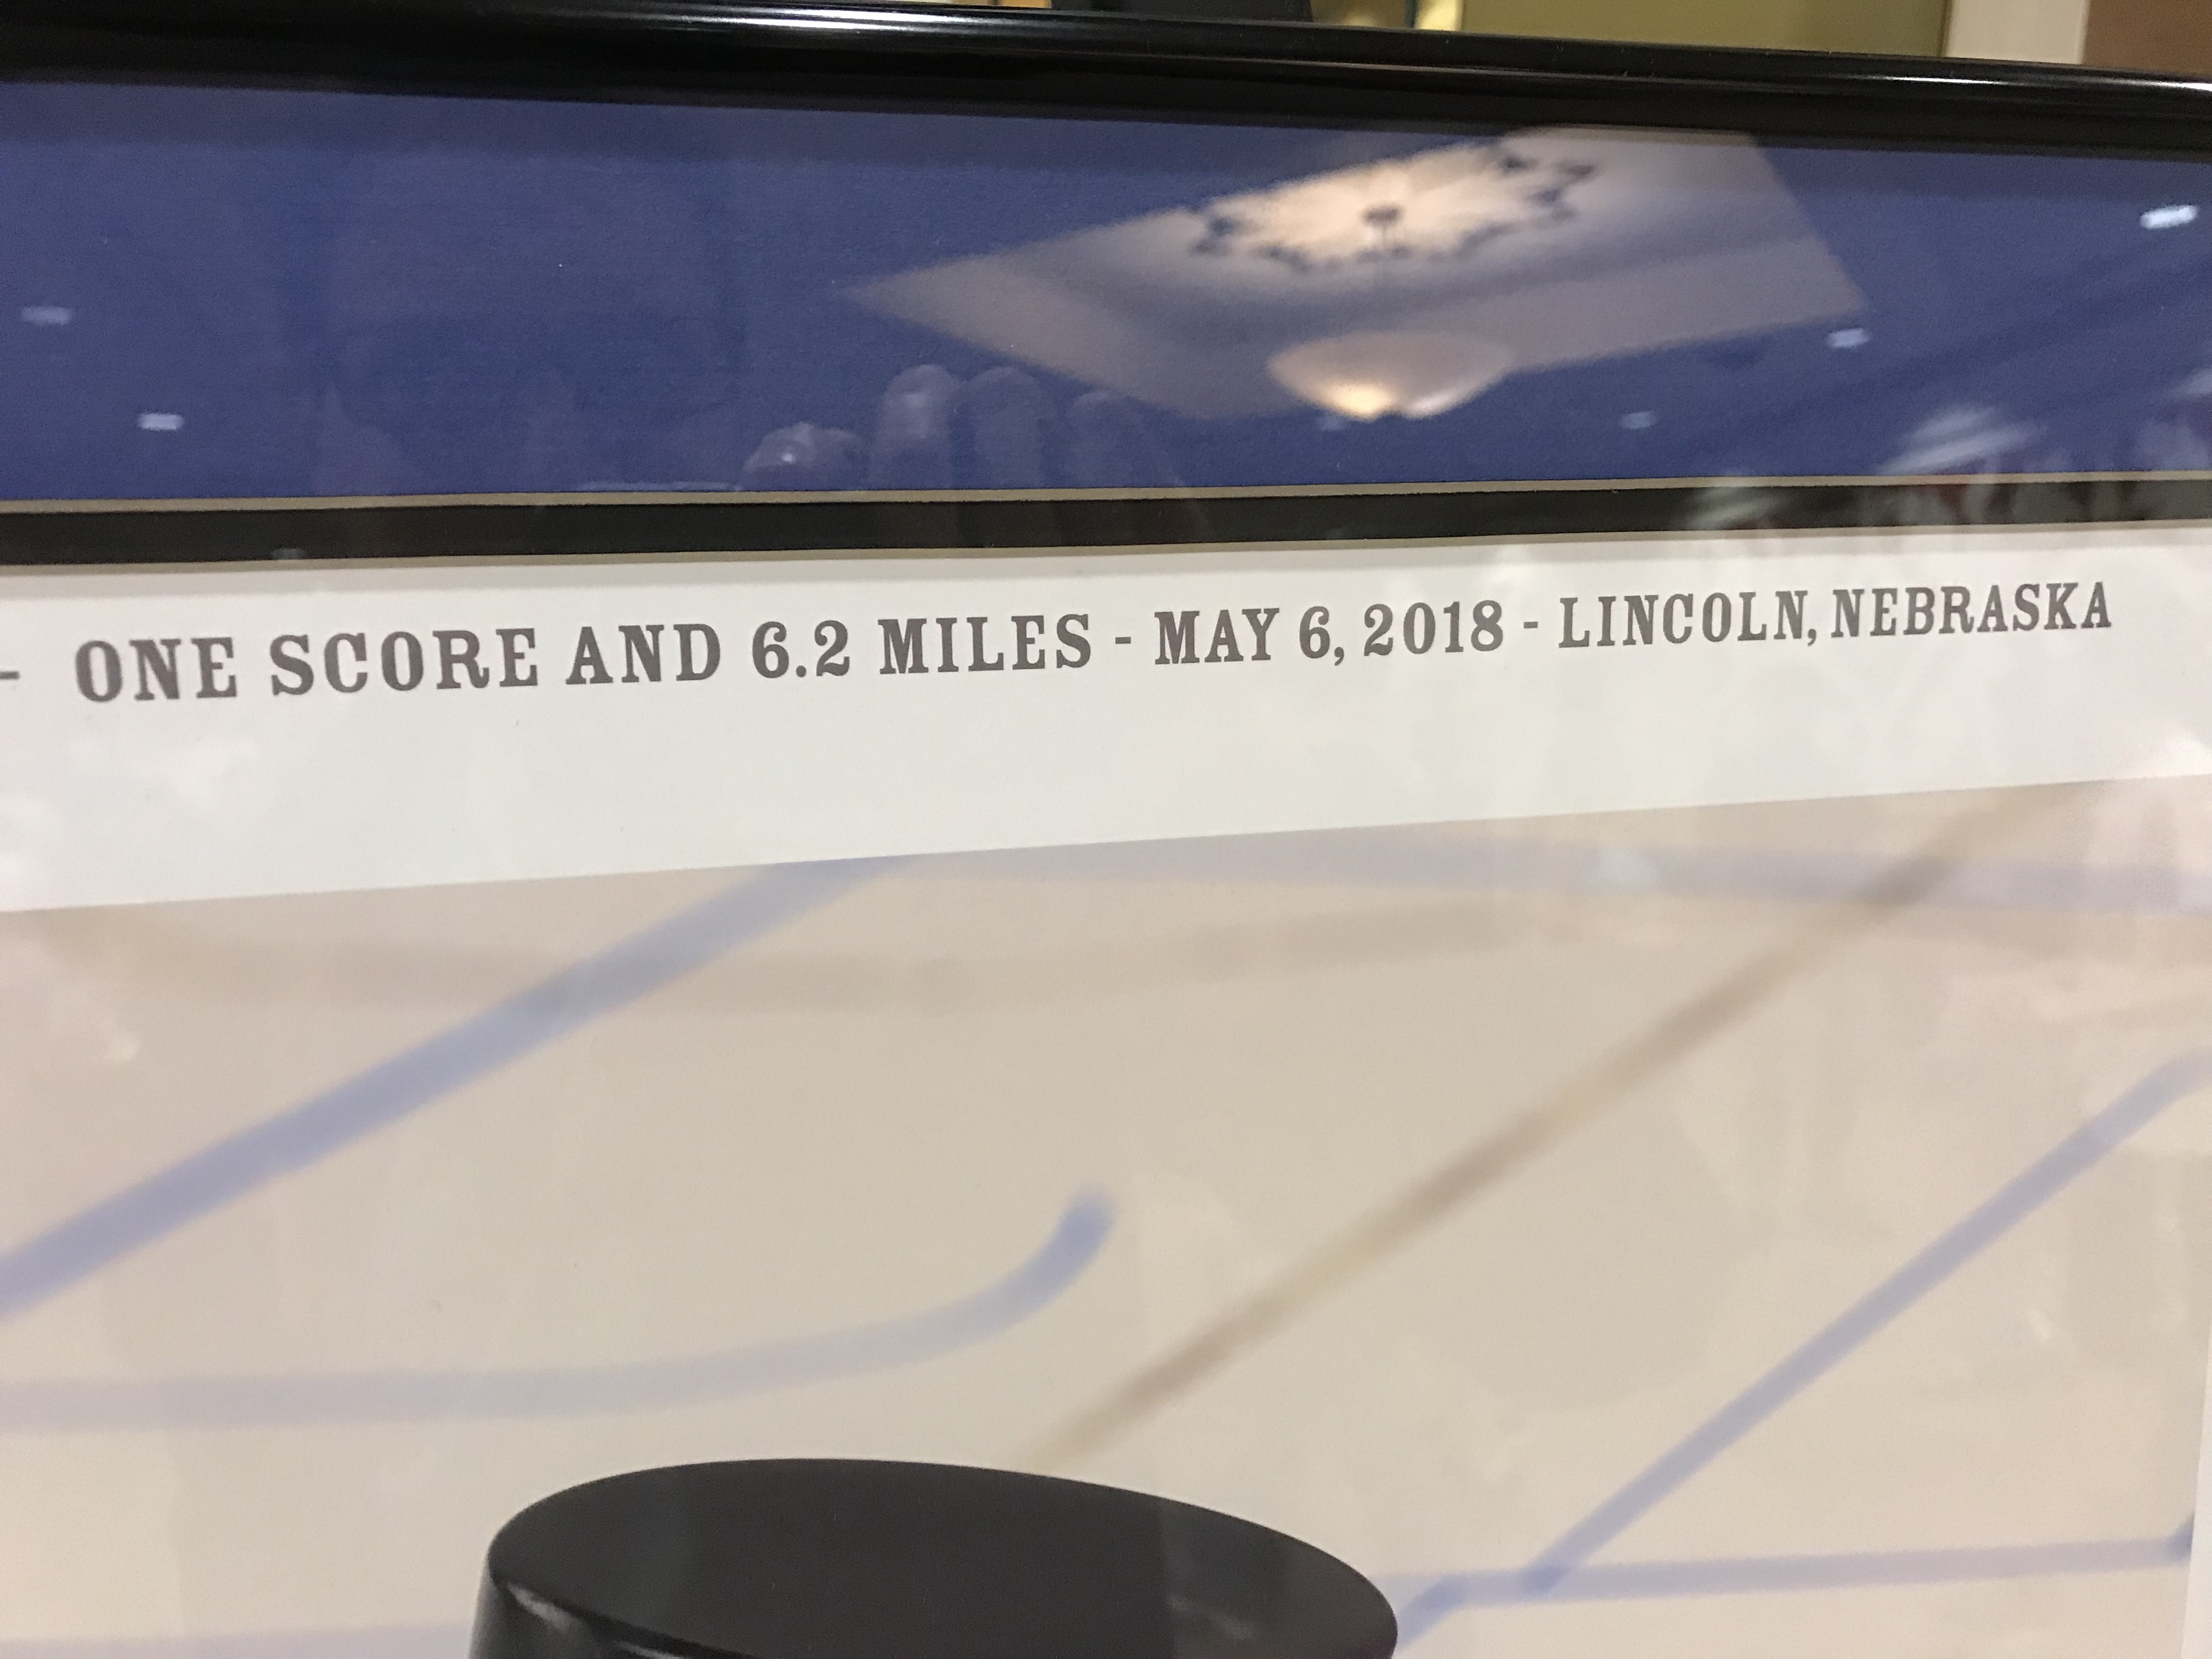 - ONE SCORE AND 6.2 MILES - MAY 6, 2018 - LINCOLN, NEBRASKA